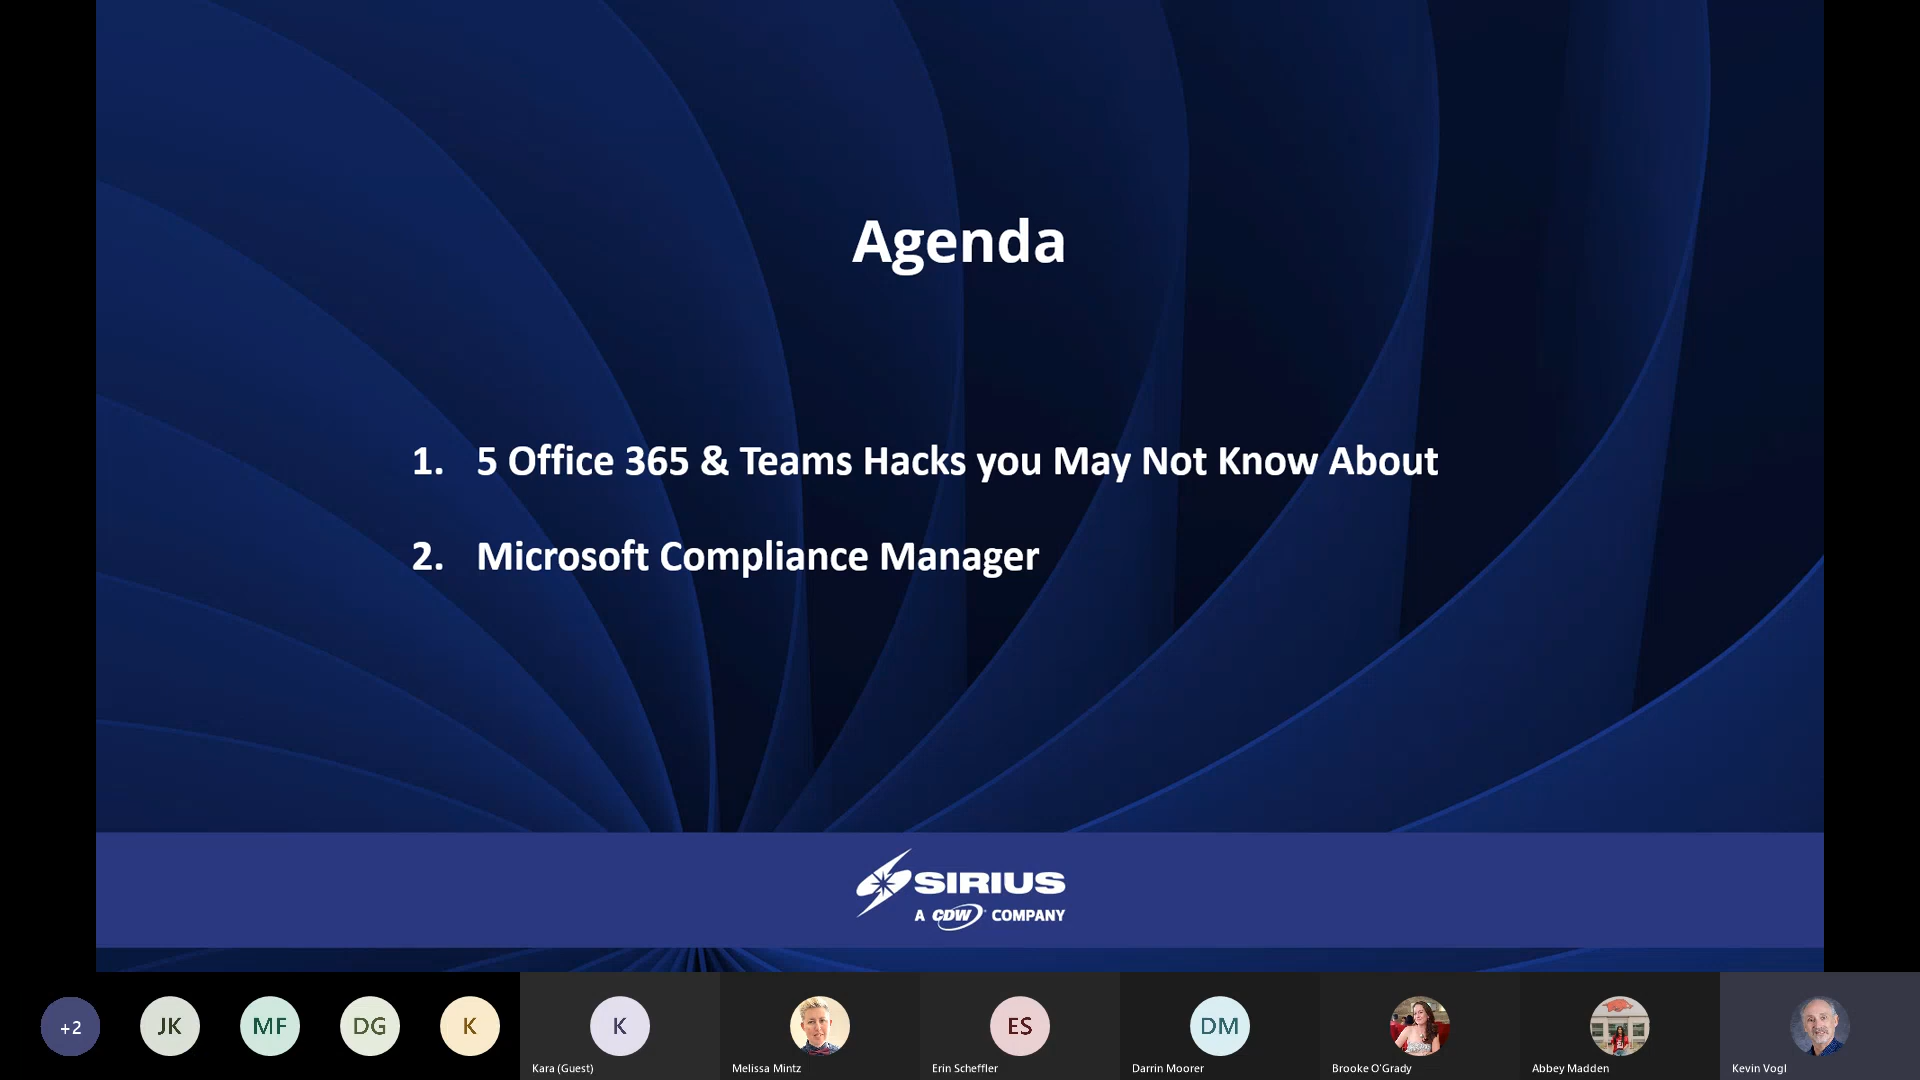 Agenda
1. 5 Office 365 & Teams Hacks you May Not Know About
2. Microsoft Compliance Manager
SIRIUS
A CDW COMPANY
+2
JK
MF
DG
K
K
ES
DM
Kara (Guest)
Melissa Mintz
Erin Scheffler
Darrin Moorer
Brooke O'Grady
Abbey Madden
Kevin Vogl